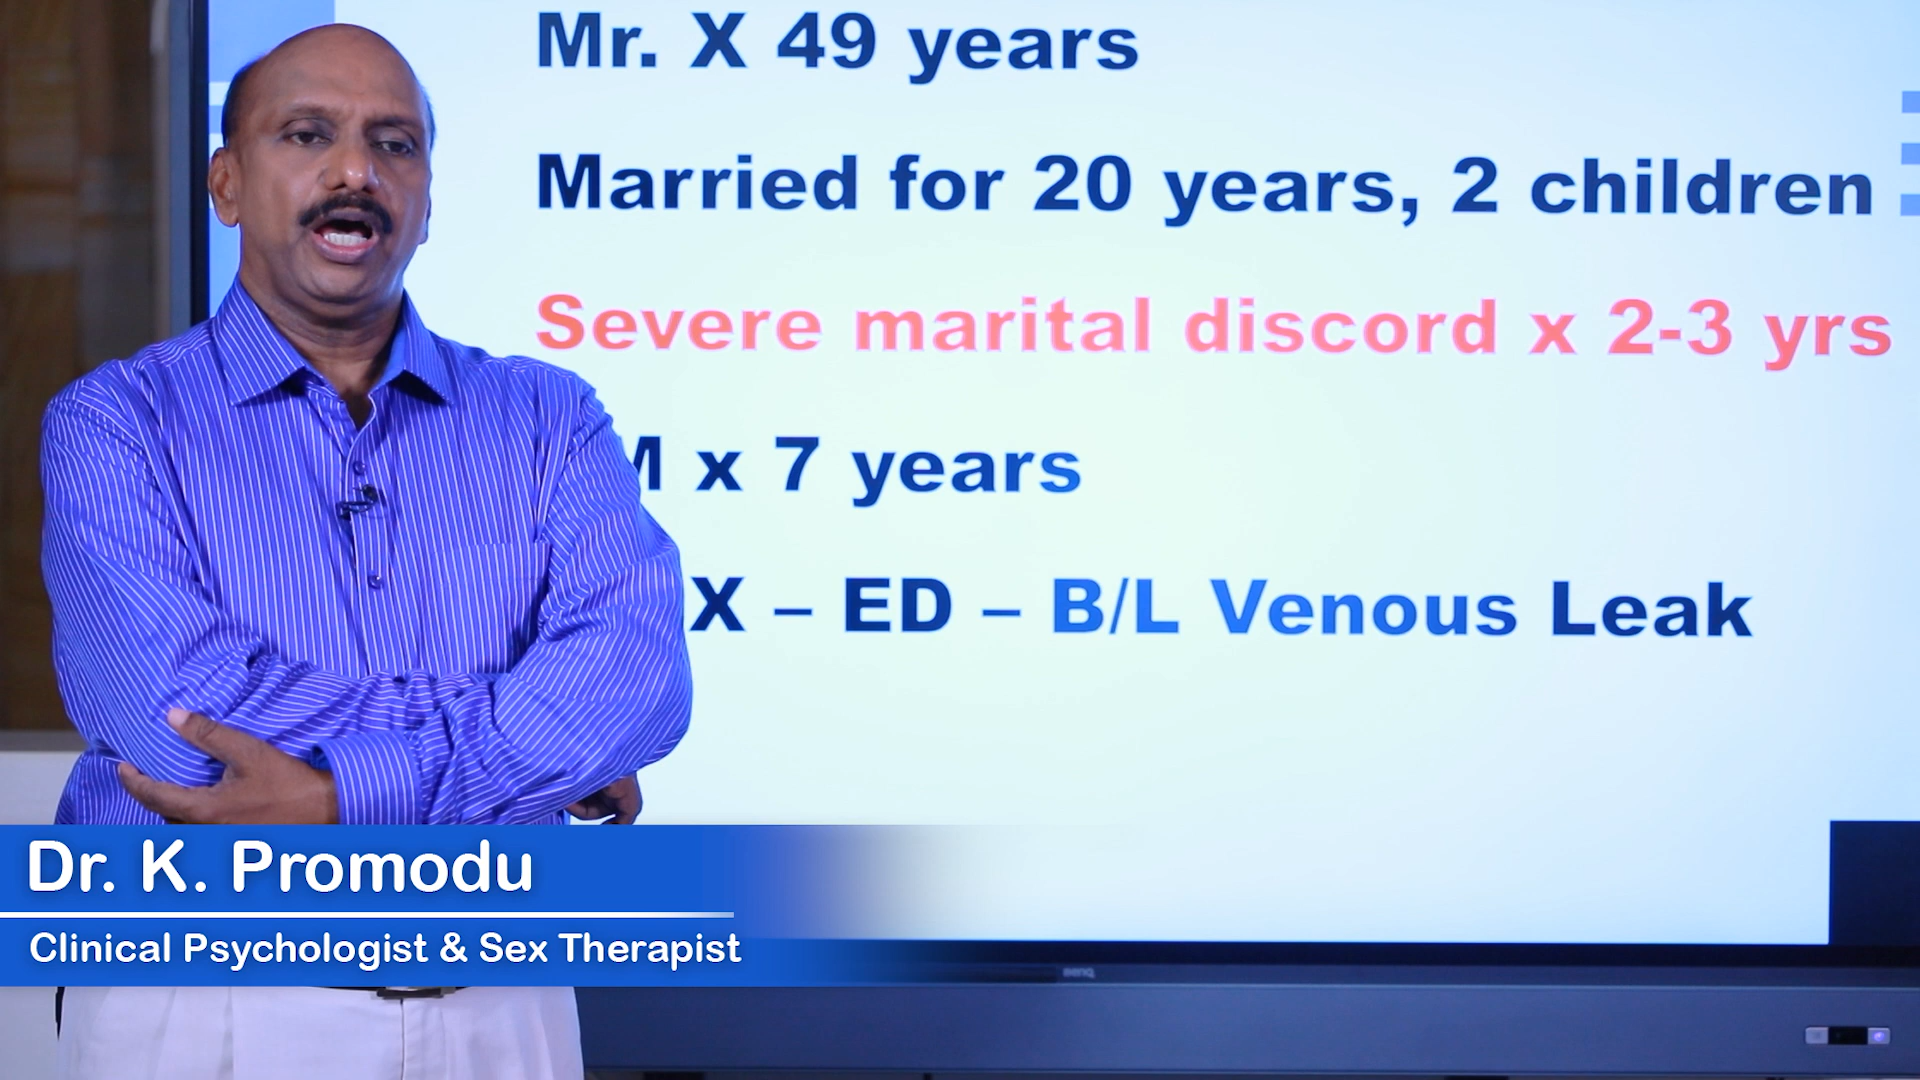 Mr. X 49 years
Married for 20 years, 2 children
Severe marital discord x 2-3 yrs
x 7 years
X – ED – B/L Venous Leak
Dr. K. Promodu
Clinical Psychologist & Sex Therapist
BenQ